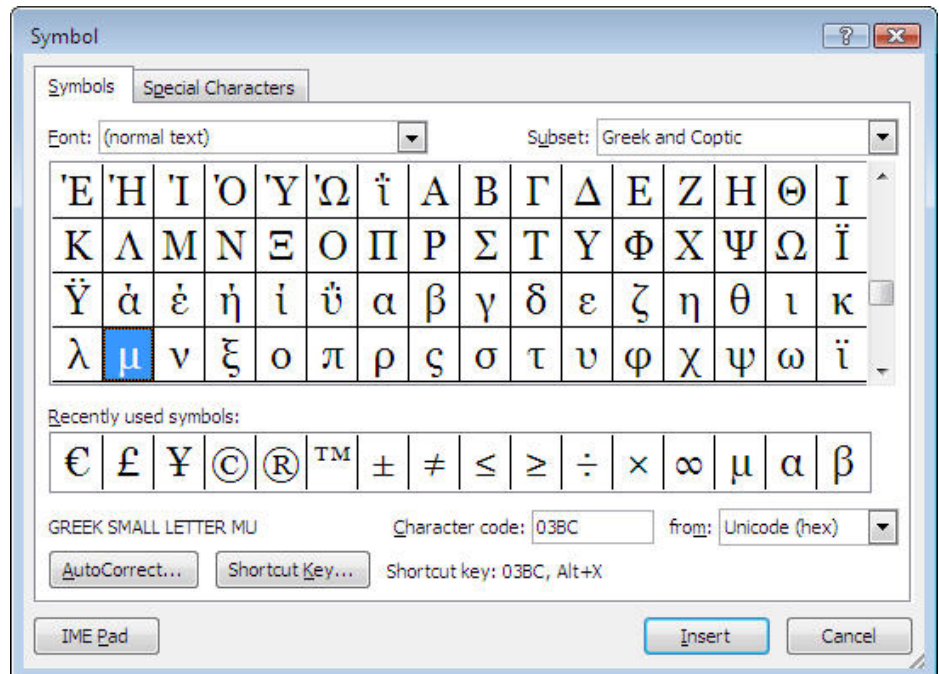 Symbol
Symbols Special Characters
Font: (normal text) Subset: Greek and Coptic
Έ Ή Ί Ό Ύ Ώ ΐ Α Β Γ Δ Ε Ζ Η Θ Ι
Κ Λ Μ Ν Ξ Ο Π Ρ Σ Τ Υ Φ Χ Ψ Ω Ϊ
Ϋ ά έ ή ί ΰ α β γ δ ε ζ η θ ι κ
λ μ ν ξ ο π ρ ς σ τ υ φ χ ψ ω ϊ
Recently used symbols:
€ £ ¥ © ® ™ ± ≠ ≤ ≥ ÷ × ∞ µ α β
GREEK SMALL LETTER MU Character code: 03BC from: Unicode (hex)
AutoCorrect... Shortcut Key... Shortcut key: 03BC, Alt+X
IME Pad Insert Cancel